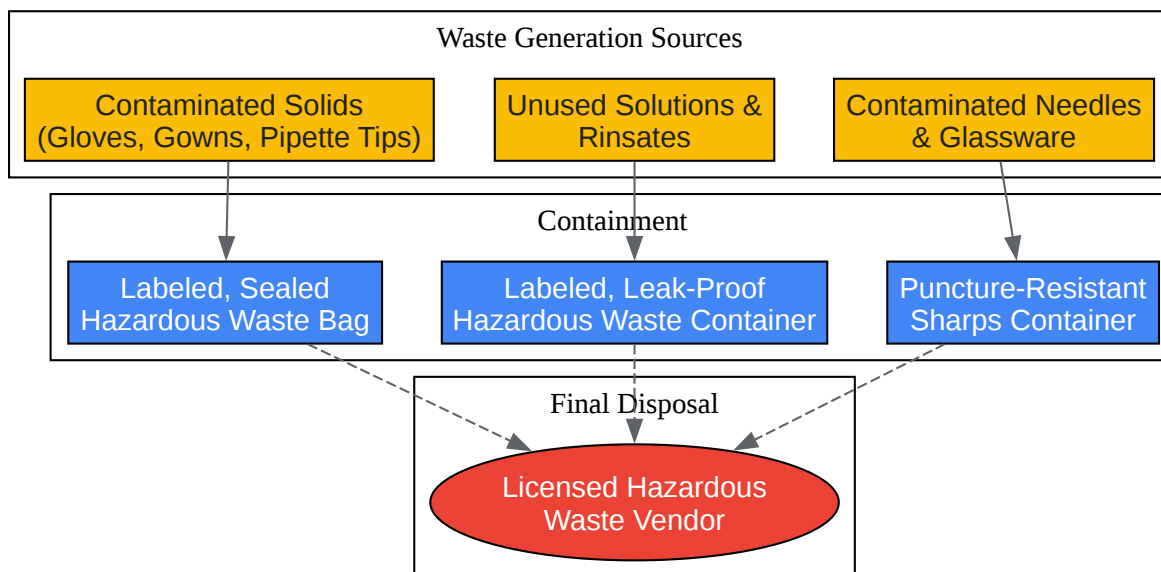 Waste Generation Sources
Contaminated Solids
(Gloves, Gowns, Pipette Tips)
Unused Solutions &
Rinsates
Contaminated Needles
& Glassware
Containment
Labeled, Sealed
Hazardous Waste Bag
Labeled, Leak-Proof
Hazardous Waste Container
Puncture-Resistant
Sharps Container
Final Disposal
Licensed Hazardous
Waste Vendor